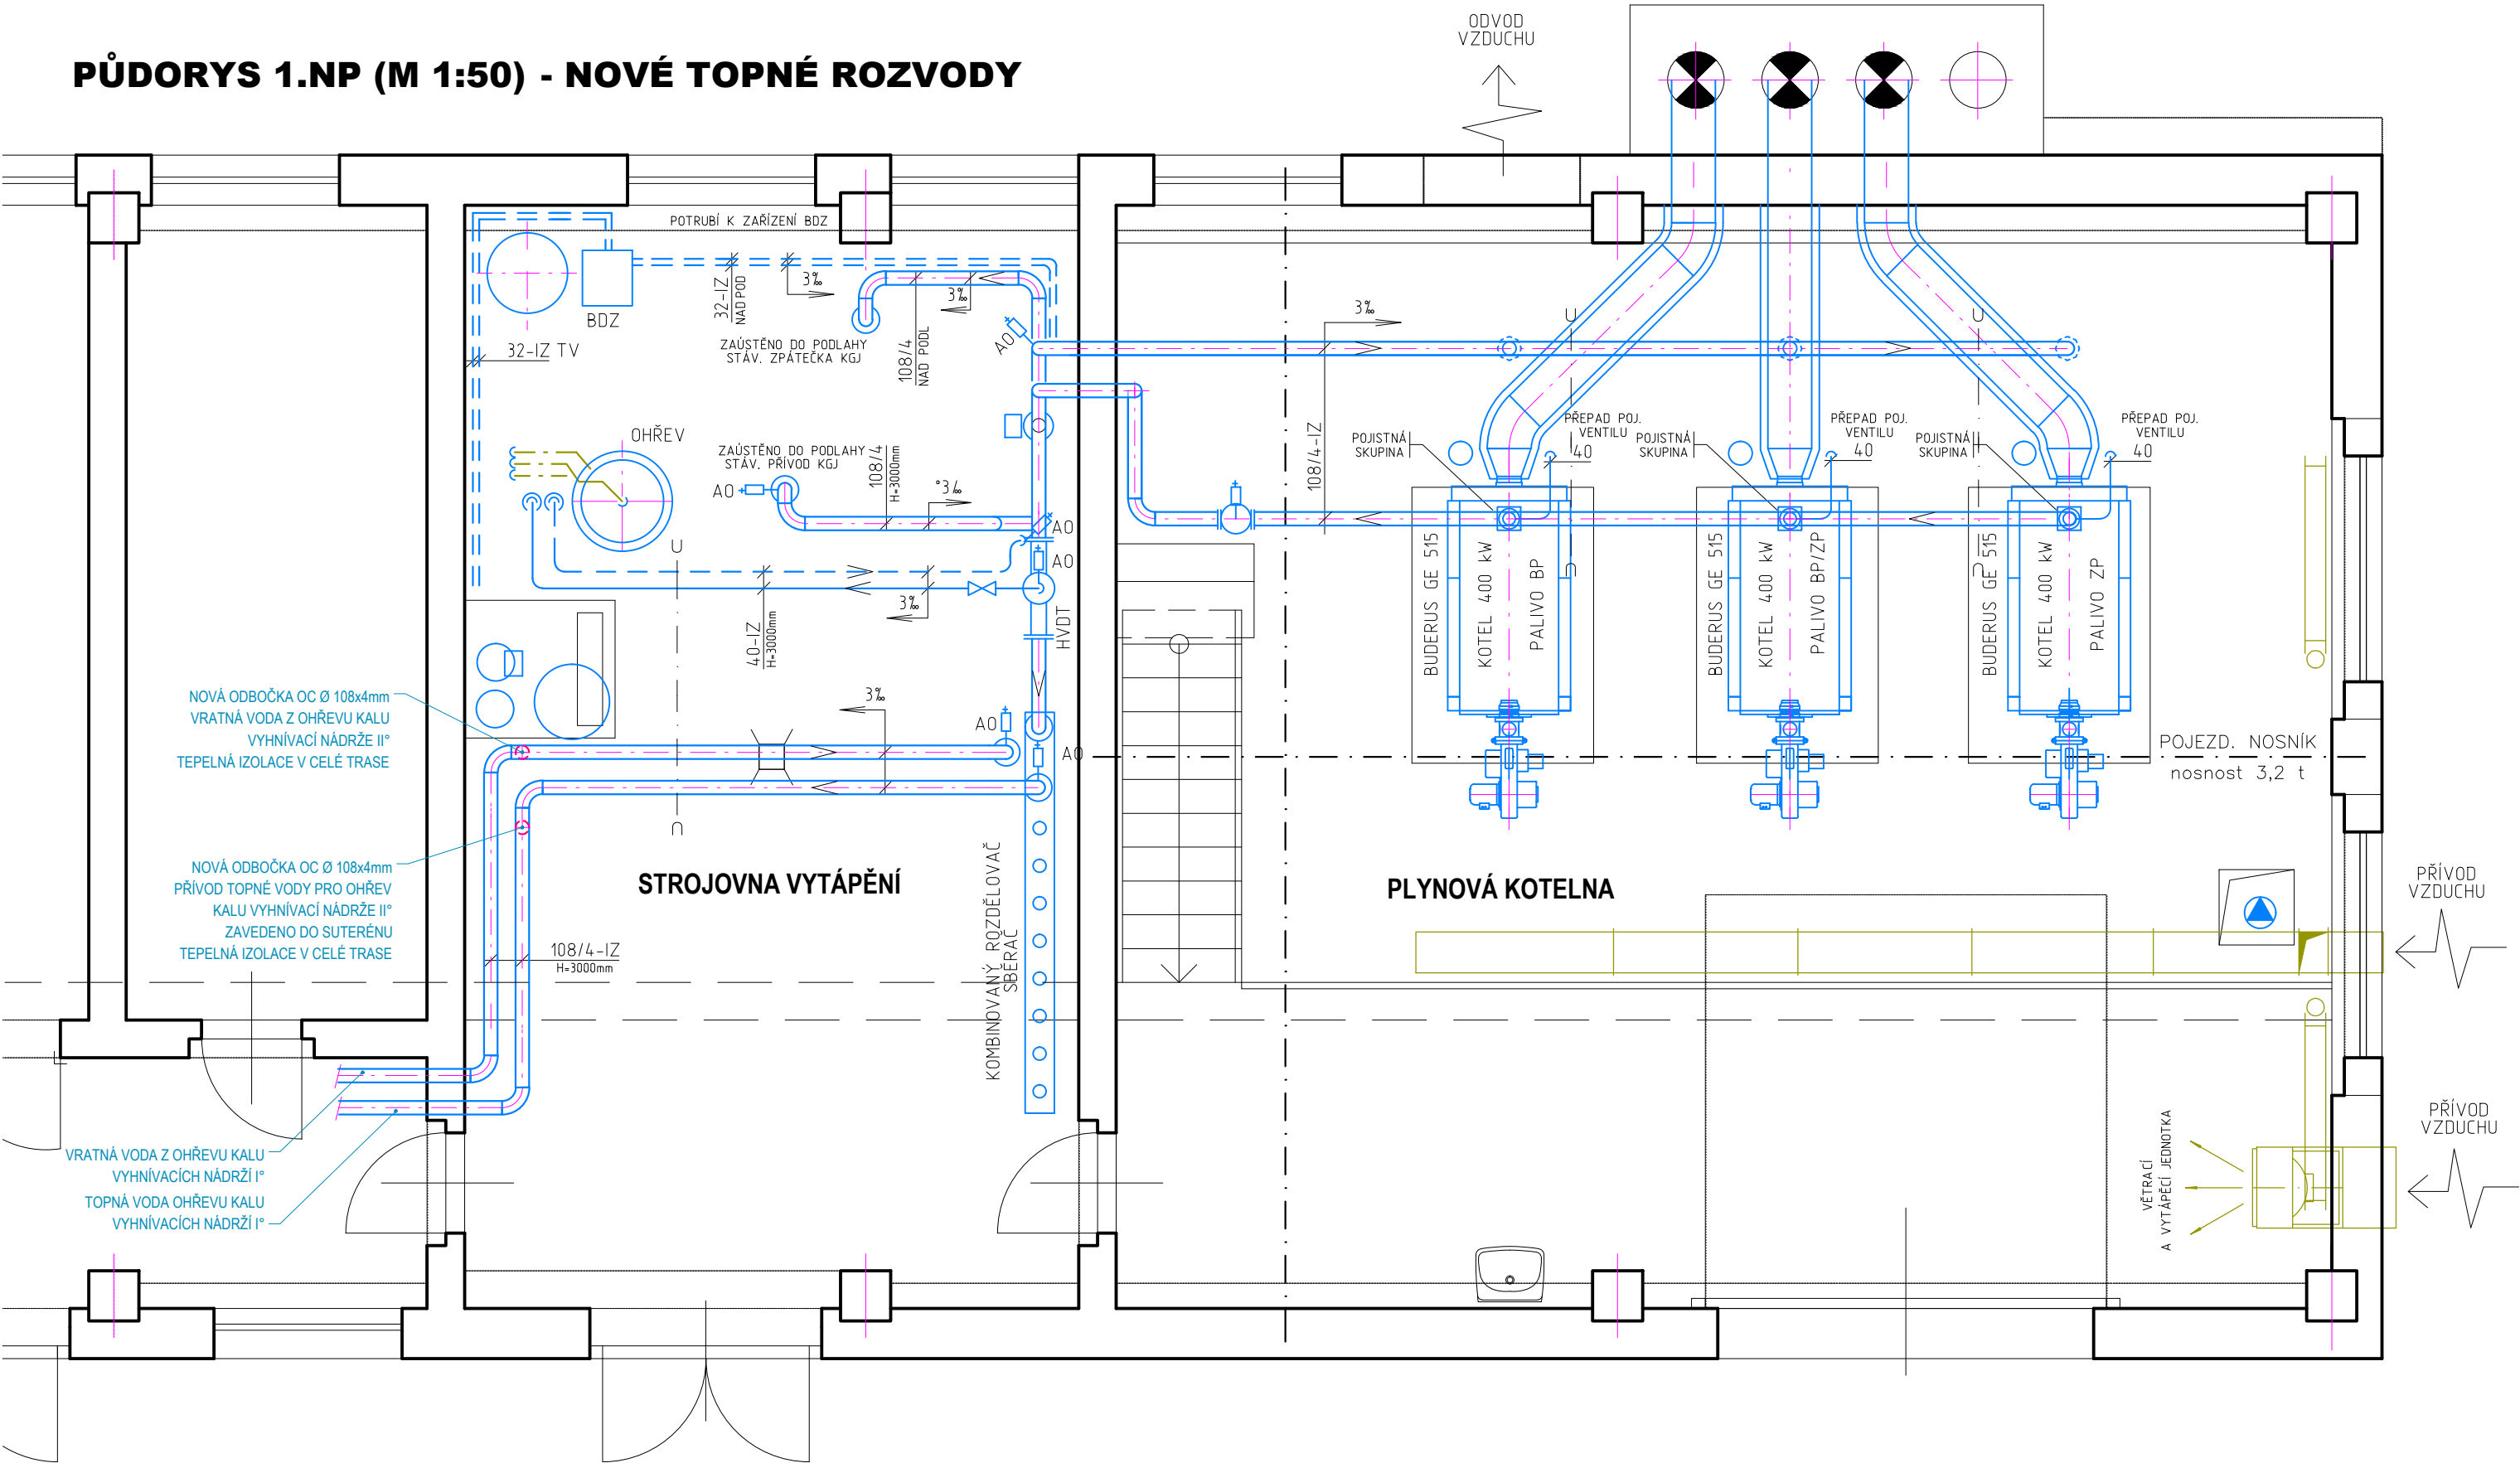 PŮDORYS 1.NP (M 1:50) - NOVÉ TOPNÉ ROZVODY
ODVOD
VZDUCHU
POTRUBÍ K ZAŘÍZENÍ BDZ
32-IZ
NAD POD
3‰
3‰
BDZ
32-IZ TV
ZAÚSTĚNO DO PODLAHY
STÁV. ZPÁTEČKA KGJ
108/4
NAD PODL
AO
3‰
108/4-IZ
OHŘEV
ZAÚSTĚNO DO PODLAHY
STÁV. PŘÍVOD KGJ
108/4
H=3000mm
AO
AO
AO
3‰
40-IZ
H=3000mm
HVDT
POJISTNÁ
SKUPINA
PŘEPAD POJ.
VENTILU
40
POJISTNÁ
SKUPINA
PŘEPAD POJ.
VENTILU
40
POJISTNÁ
SKUPINA
PŘEPAD POJ.
VENTILU
40
BUDERUS GE 515
KOTEL 400 kW
PALIVO BP
BUDERUS GE 515
KOTEL 400 kW
PALIVO BP/ZP
BUDERUS GE 515
KOTEL 400 kW
PALIVO ZP
NOVÁ ODBOČKA OC Ø 108x4mm
VRATNÁ VODA Z OHŘEVU KALU
VYHNÍVACÍ NÁDRŽE II°
TEPELNÁ IZOLACE V CELÉ TRASE
3‰
AO
AO
POJEZD. NOSNÍK
nosnost 3,2 t
NOVÁ ODBOČKA OC Ø 108x4mm
PŘÍVOD TOPNÉ VODY PRO OHŘEV
KALU VYHNÍVACÍ NÁDRŽE II°
ZAVEDENO DO SUTERÉNU
TEPELNÁ IZOLACE V CELÉ TRASE
STROJOVNA VYTÁPĚNÍ
PLYNOVÁ KOTELNA
KOMBINOVANÝ ROZDĚLOVAČ
SBĚRAČ
108/4-IZ
H=3000mm
PŘÍVOD
VZDUCHU
PŘÍVOD
VZDUCHU
VĚTRACÍ
A VYTÁPĚCÍ JEDNOTKA
VRATNÁ VODA Z OHŘEVU KALU
VYHNÍVACÍCH NÁDRŽÍ I°
TOPNÁ VODA OHŘEVU KALU
VYHNÍVACÍCH NÁDRŽÍ I°